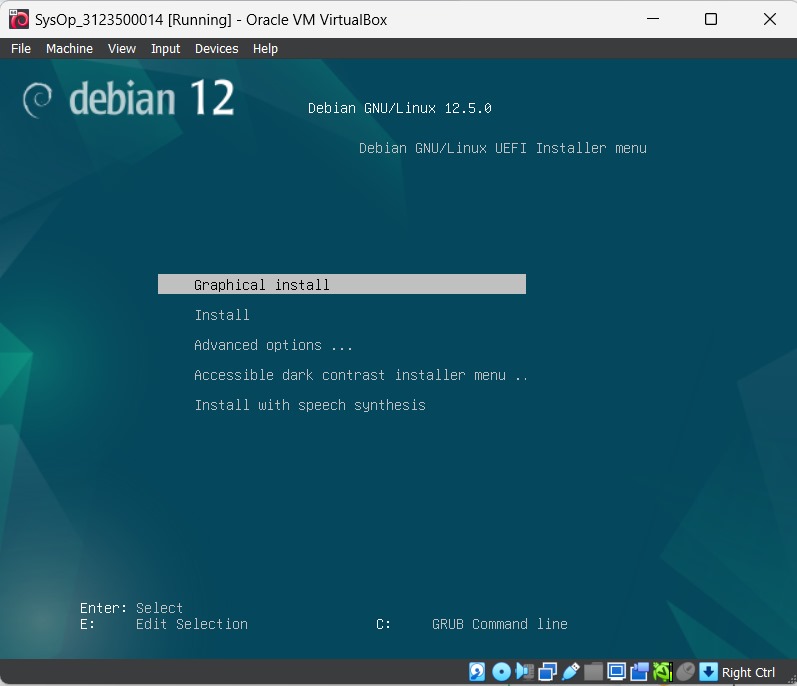 SysOp_3123500014 [Running] - Oracle VM VirtualBox
File Machine View Input Devices Help
debian 12
Debian GNU/Linux 12.5.0
Debian GNU/Linux UEFI Installer menu
Graphical install
Install
Advanced options ...
Accessible dark contrast installer menu ..
Install with speech synthesis
Enter: Select
E: Edit Selection C: GRUB Command line
Right Ctrl